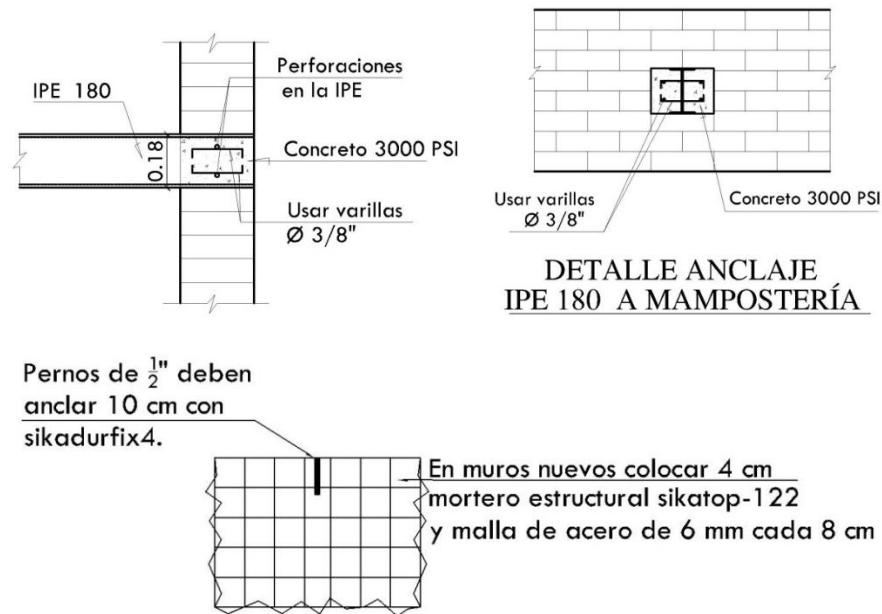 IPE 180
Perforaciones
en la IPE
0.18
Concreto 3000 PSI
Usar varillas
Ø 3/8"
Usar varillas
Ø 3/8"
Concreto 3000 PSI
DETALLE ANCLAJE
IPE 180 A MAMPOSTERÍA
Pernos de 1/2" deben
anclar 10 cm con
sikadurfix4.
En muros nuevos colocar 4 cm
mortero estructural sikatop-122
y malla de acero de 6 mm cada 8 cm